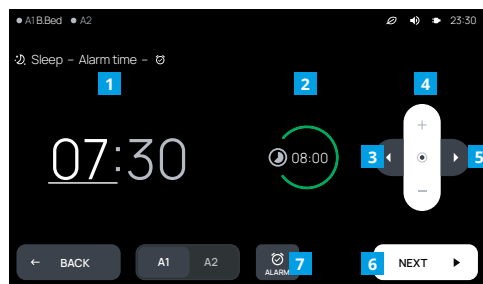 A1 B.Bed A2 23:30
Sleep – Alarm time –
1 2 4
07:30 08:00 + 3 5
–
← BACK A1 A2 ALARM 7 6 NEXT